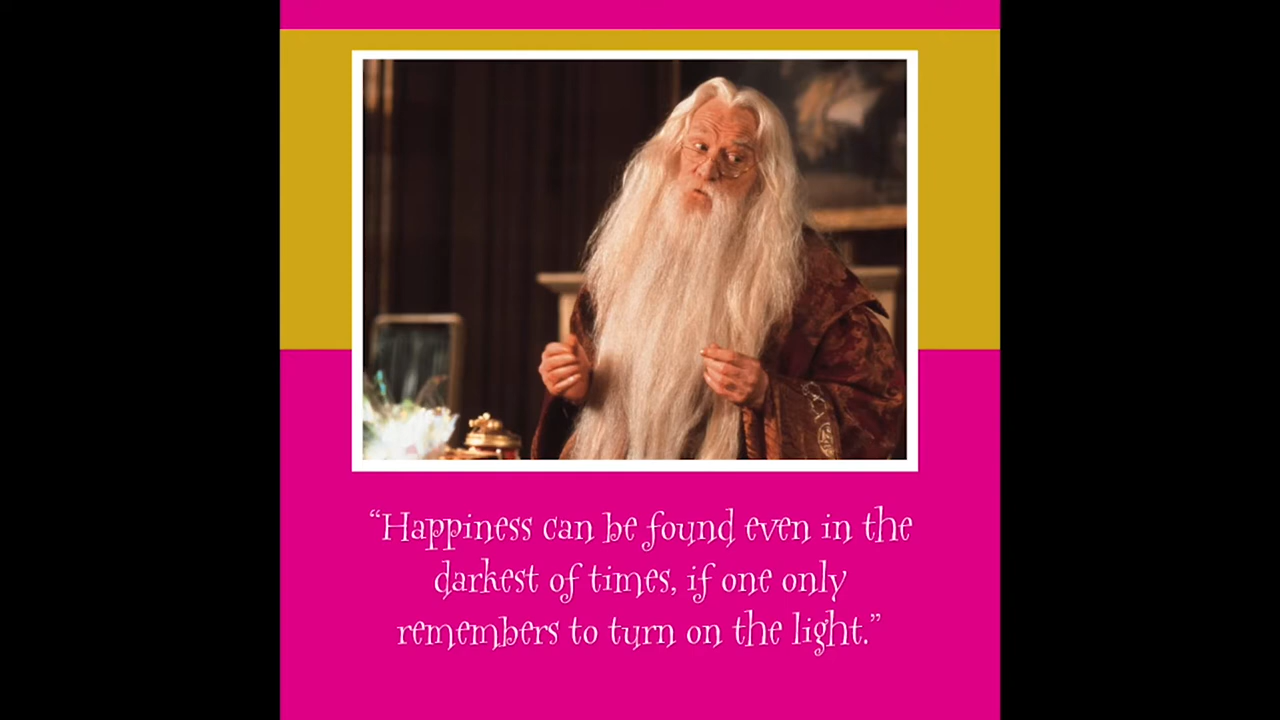 “Happiness can be found even in the
darkest of times, if one only
remembers to turn on the light.”